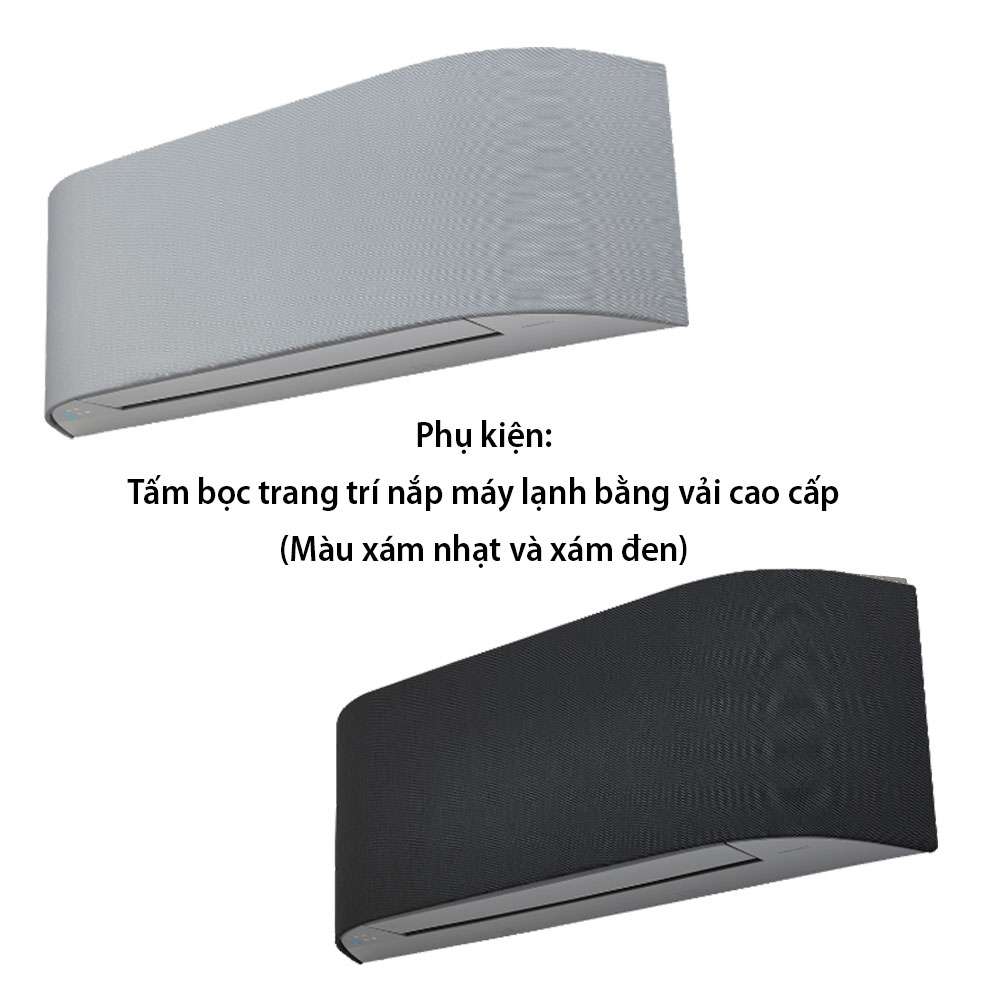 Phụ kiện:
Tấm bọc trang trí nắp máy lạnh bằng vải cao cấp
(Màu xám nhạt và xám đen)